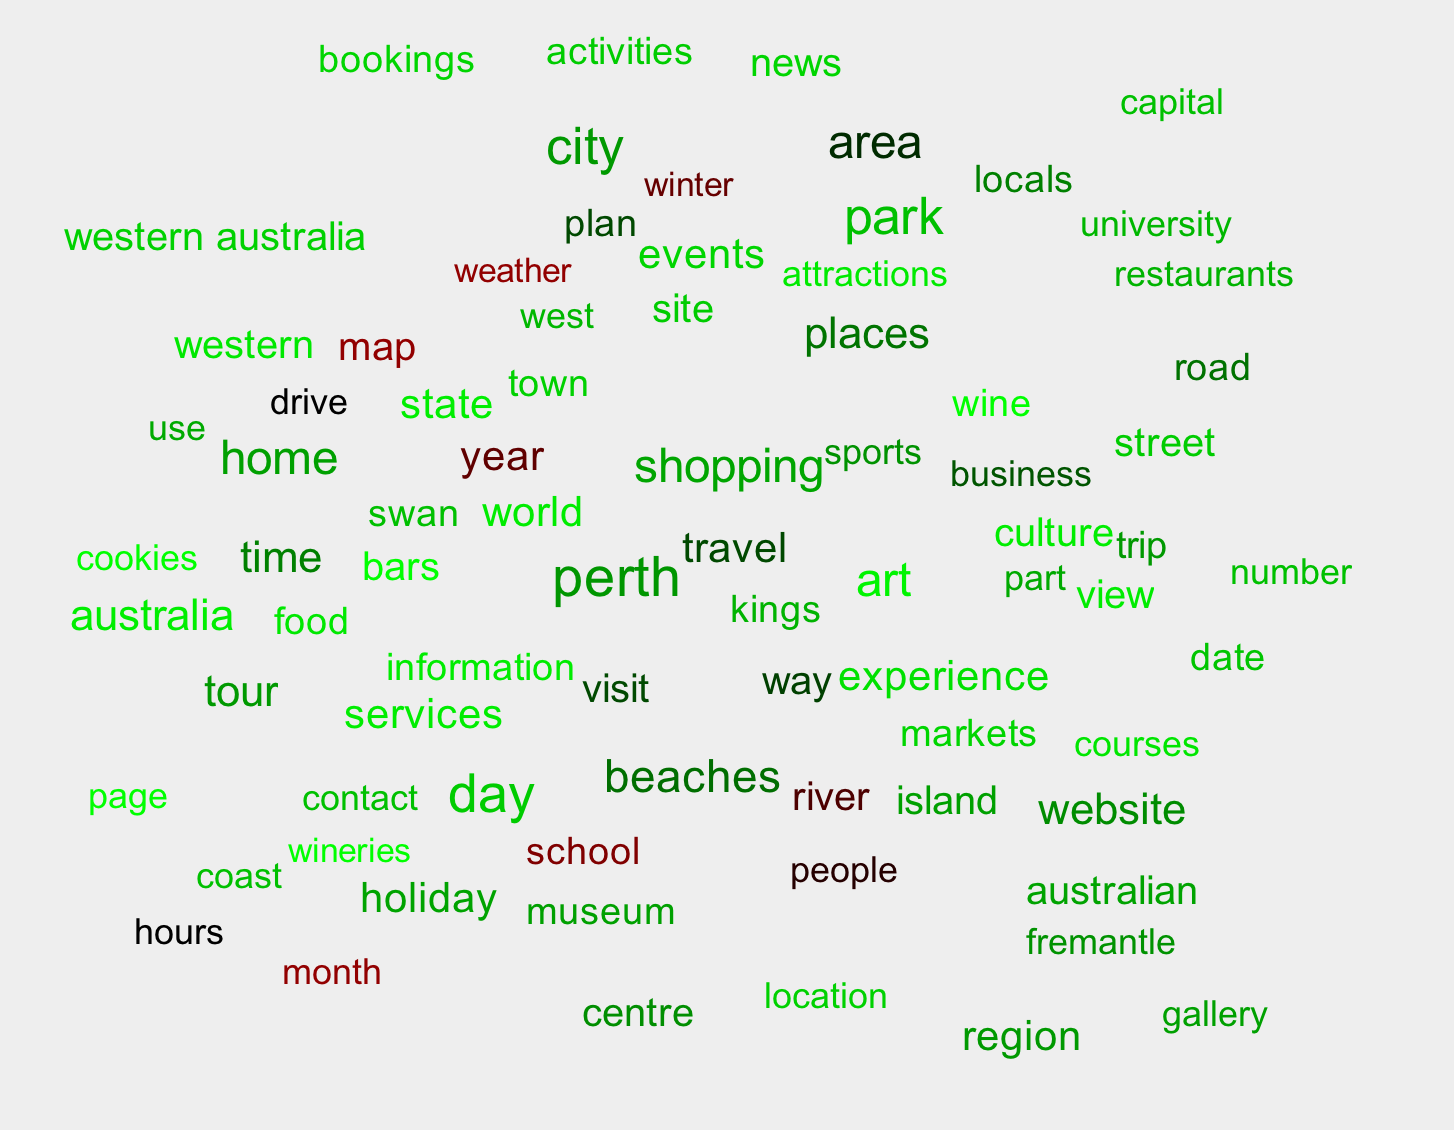 bookings
activities
news
capital
city
area
winter
locals
plan
park
university
western australia
events
weather
attractions
restaurants
west
site
places
western
map
road
town
drive
state
wine
use
home
year
shopping
sports
street
business
swan
world
culture
trip
cookies
time
bars
perth
travel
art
part
view
number
australia
food
kings
information
date
tour
services
visit
way
experience
markets
courses
page
contact
day
beaches
river
island
website
wineries
school
people
coast
holiday
museum
australian
hours
fremantle
month
location
centre
region
gallery